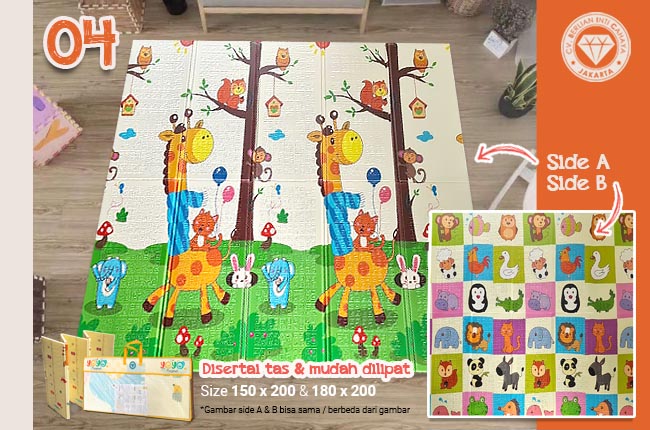 04
CV. BERLIAN INTI CAHAYA
JAKARTA
Side A
Side B
Disertai tas & mudah dilipat
Size 150 x 200 & 180 x 200
*Gambar side A & B bisa sama / berbeda dari gambar